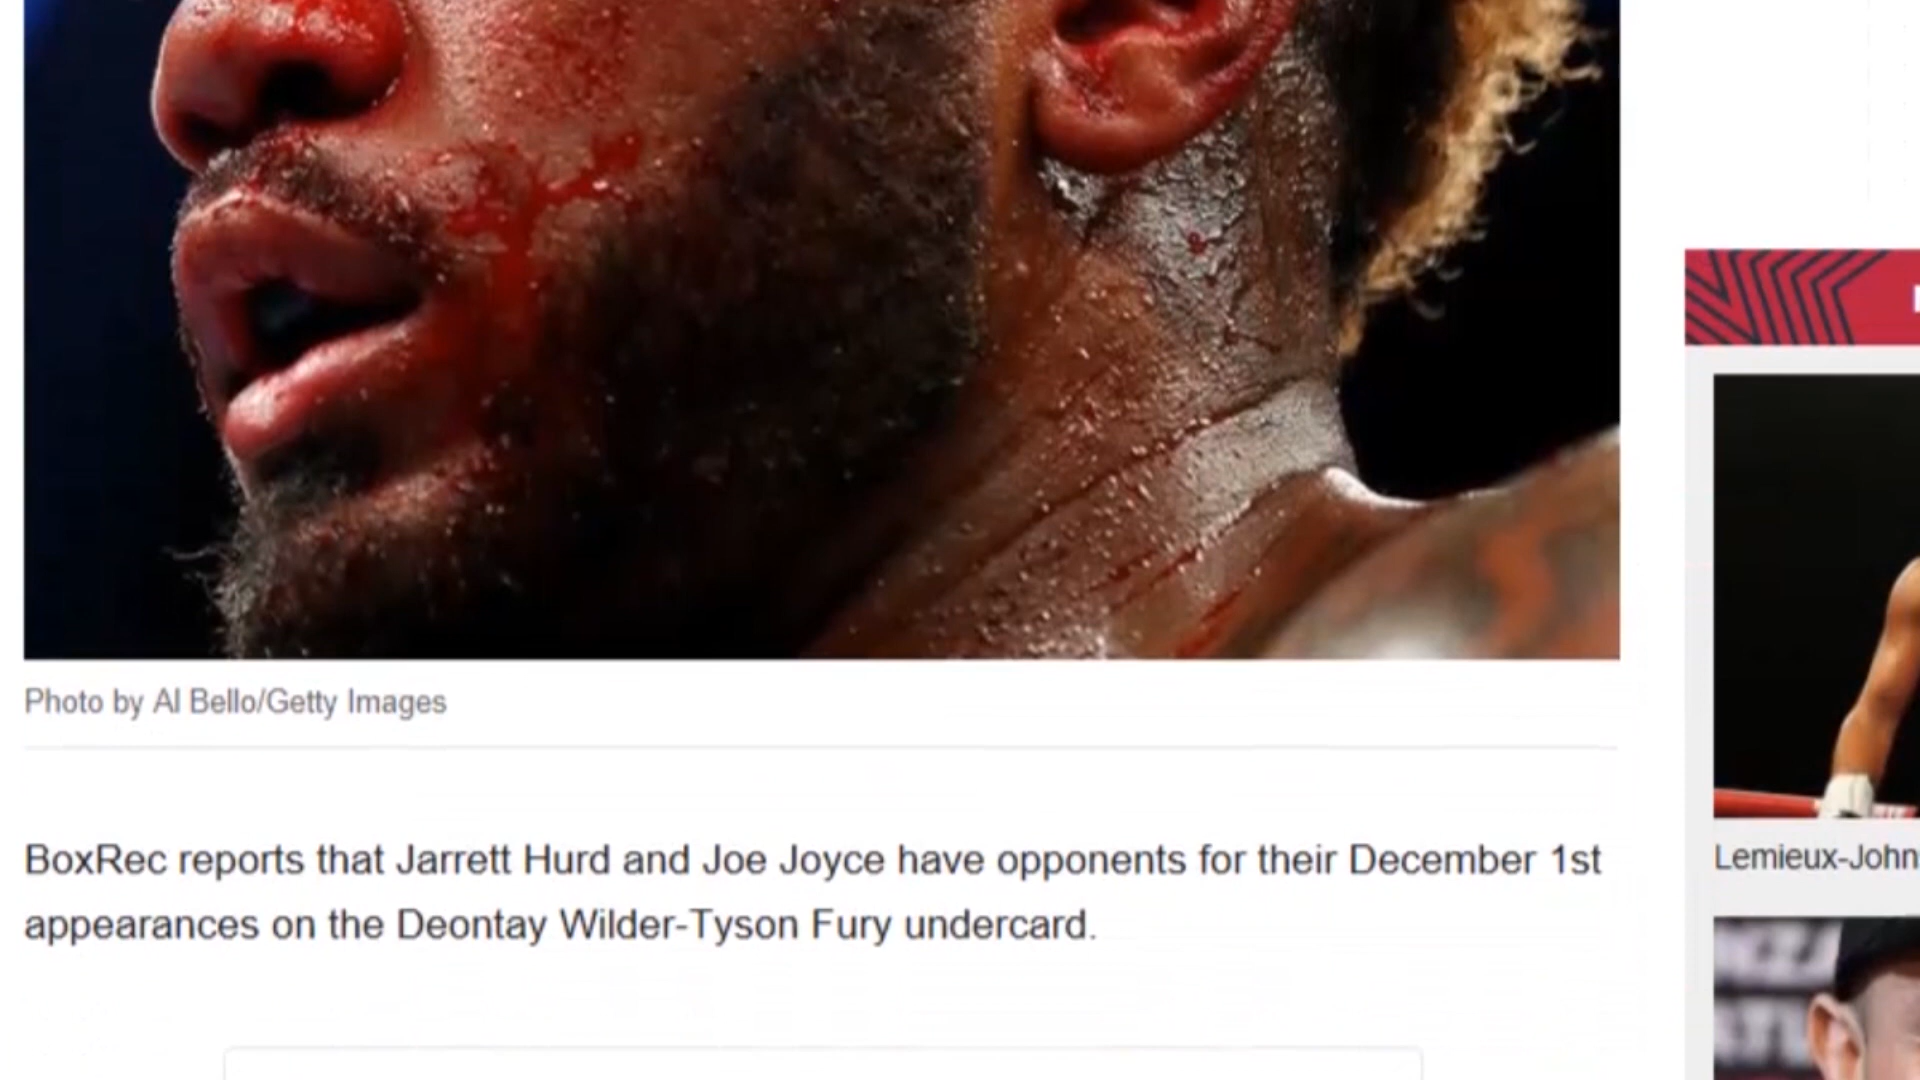 Photo by Al Bello/Getty Images
BoxRec reports that Jarrett Hurd and Joe Joyce have opponents for their December 1st
appearances on the Deontay Wilder-Tyson Fury undercard.
Lemieux-John